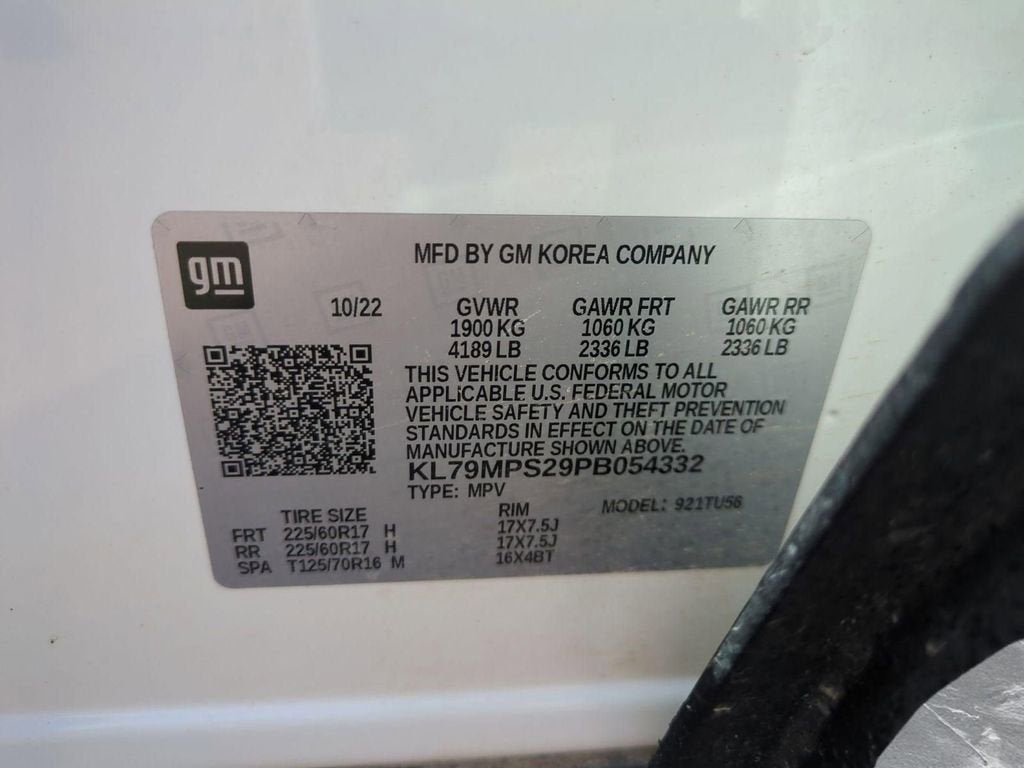 gm
MFD BY GM KOREA COMPANY
10/22 GVWR GAWR FRT GAWR RR
1900 KG 1060 KG 1060 KG
4189 LB 2336 LB 2336 LB
THIS VEHICLE CONFORMS TO ALL
APPLICABLE U.S. FEDERAL MOTOR
VEHICLE SAFETY AND THEFT PREVENTION
STANDARDS IN EFFECT ON THE DATE OF
MANUFACTURE SHOWN ABOVE.
KL79MPS29PB054332
TYPE: MPV MODEL: 921TU56
TIRE SIZE RIM
FRT 225/60R17 H 17X7.5J
RR 225/60R17 H 17X7.5J
SPA T125/70R16 M 16X4BT